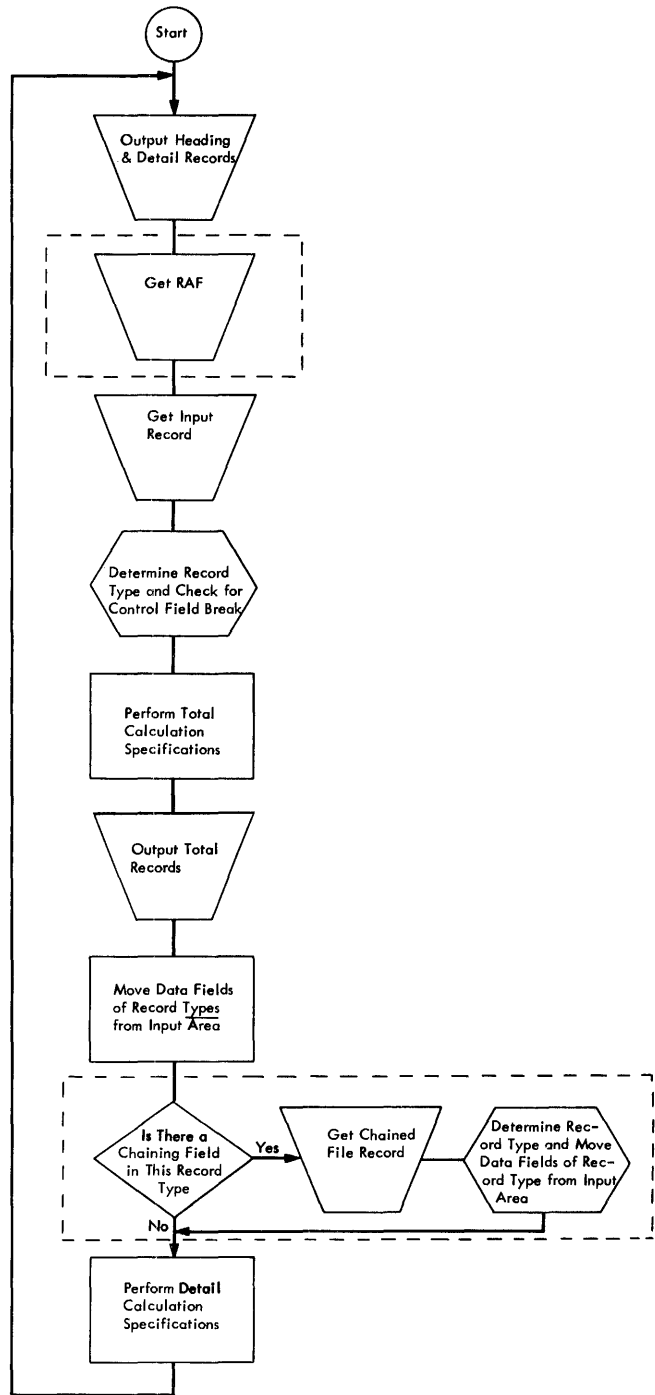 Start
Output Heading
& Detail Records
Get RAF
Get Input
Record
Determine Record
Type and Check for
Control Field Break
Perform Total
Calculation
Specifications
Output Total
Records
Move Data Fields
of Record Types
from Input Area
Is There a
Chaining Field
in This Record
Type
Yes
Get Chained
File Record
Determine Rec-
ord Type and Move
Data Fields of Rec-
ord Type from Input
Area
No
Perform Detail
Calculation
Specifications